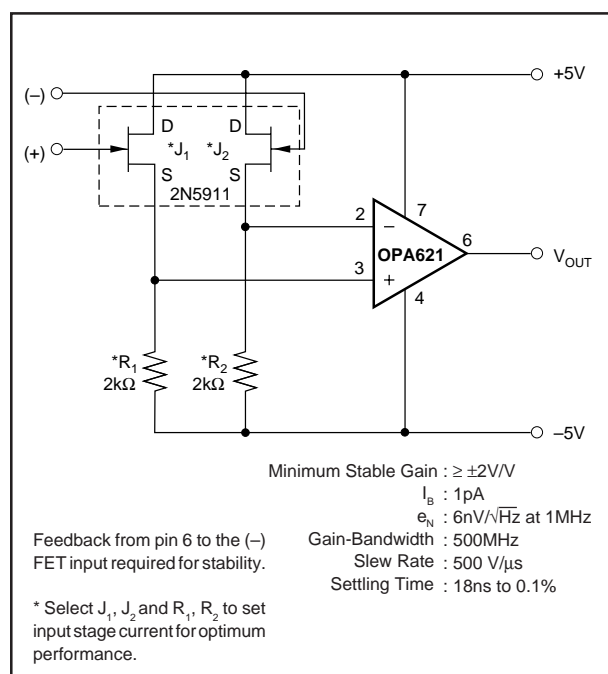 +5V
(–)
D
D
(+)
*J1
*J2
S
S
2N5911
2
7
–
OPA621
6
VOUT
3
+
4
*R1
2kΩ
*R2
2kΩ
–5V
Minimum Stable Gain : ≥ ±2V/V
IB : 1pA
eN : 6nV/√Hz at 1MHz
Gain-Bandwidth : 500MHz
Slew Rate : 500 V/µs
Settling Time : 18ns to 0.1%
Feedback from pin 6 to the (–)
FET input required for stability.
* Select J1, J2 and R1, R2 to set
input stage current for optimum
performance.